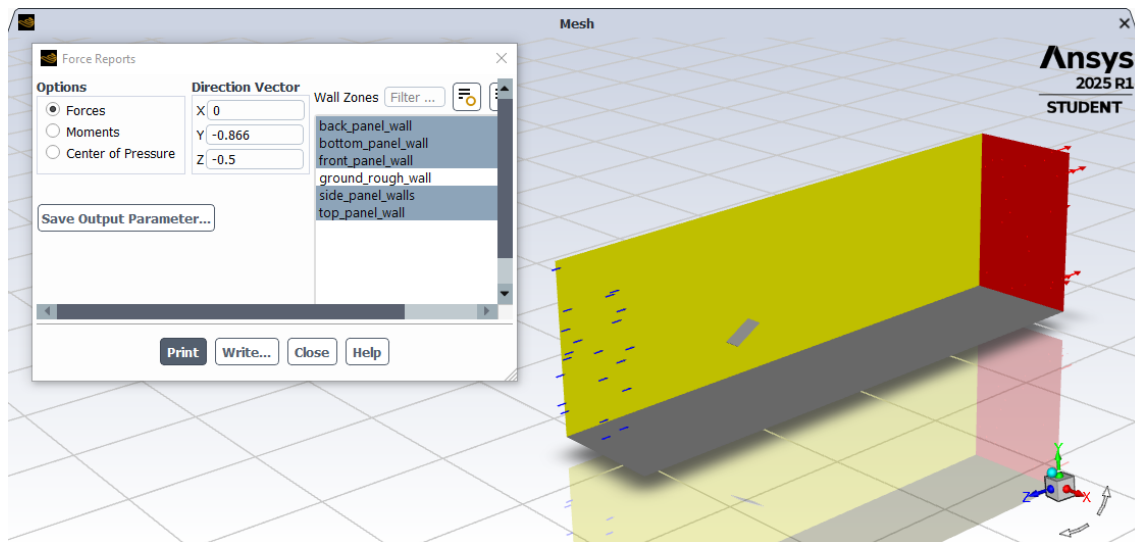 Mesh
Force Reports
Options
Forces
Moments
Center of Pressure
Save Output Parameter...
Direction Vector
X 0
Y -0.866
Z -0.5
Wall Zones Filter ...
back_panel_wall
bottom_panel_wall
front_panel_wall
ground_rough_wall
side_panel_walls
top_panel_wall
Print Write... Close Help
Ansys
2025 R1
STUDENT
Y
Z
X